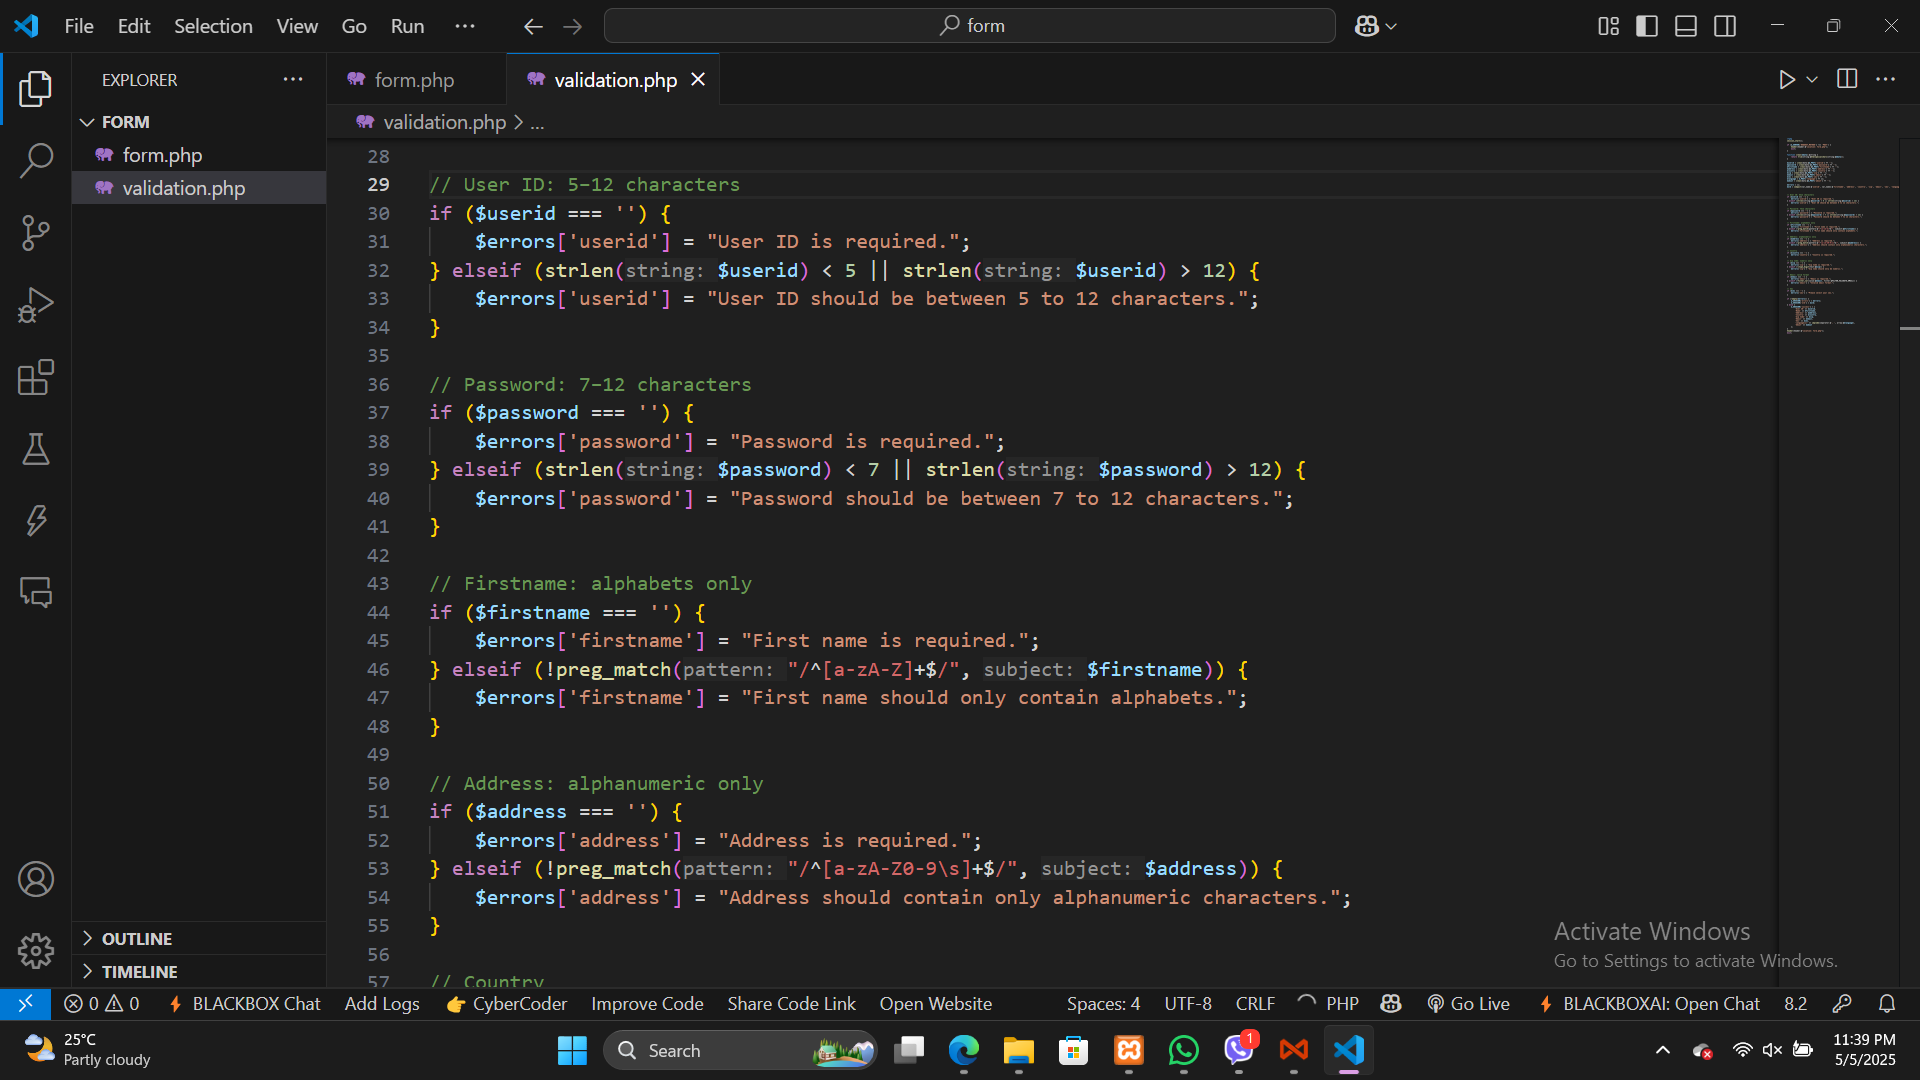 File Edit Selection View Go Run ··· form
EXPLORER ···
form.php validation.php
FORM
form.php
validation.php
OUTLINE
TIMELINE
validation.php > ...
28
29 // User ID: 5–12 characters
30 if ($userid === '') {
31 $errors['userid'] = "User ID is required.";
32 } elseif (strlen(string: $userid) < 5 || strlen(string: $userid) > 12) {
33 $errors['userid'] = "User ID should be between 5 to 12 characters.";
34 }
35
36 // Password: 7–12 characters
37 if ($password === '') {
38 $errors['password'] = "Password is required.";
39 } elseif (strlen(string: $password) < 7 || strlen(string: $password) > 12) {
40 $errors['password'] = "Password should be between 7 to 12 characters.";
41 }
42
43 // Firstname: alphabets only
44 if ($firstname === '') {
45 $errors['firstname'] = "First name is required.";
46 } elseif (!preg_match(pattern: "/^[a-zA-Z]+$/", subject: $firstname)) {
47 $errors['firstname'] = "First name should only contain alphabets.";
48 }
49
50 // Address: alphanumeric only
51 if ($address === '') {
52 $errors['address'] = "Address is required.";
53 } elseif (!preg_match(pattern: "/^[a-zA-Z0-9\s]+$/", subject: $address)) {
54 $errors['address'] = "Address should contain only alphanumeric characters.";
55 }
56
57 // Country
Activate Windows
Go to Settings to activate Windows.
0 0 BLACKBOX Chat Add Logs CyberCoder Improve Code Share Code Link Open Website Spaces: 4 UTF-8 CRLF PHP Go Live BLACKBOXAI: Open Chat 8.2
25°C
Partly cloudy
Search
1
11:39 PM
5/5/2025